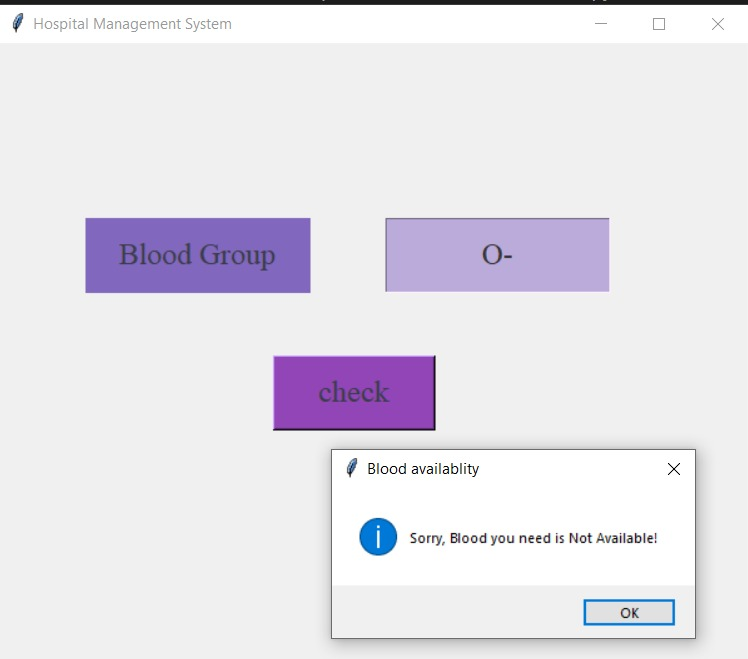 Hospital Management System
Blood Group
O-
check
Blood availablity
Sorry, Blood you need is Not Available!
OK